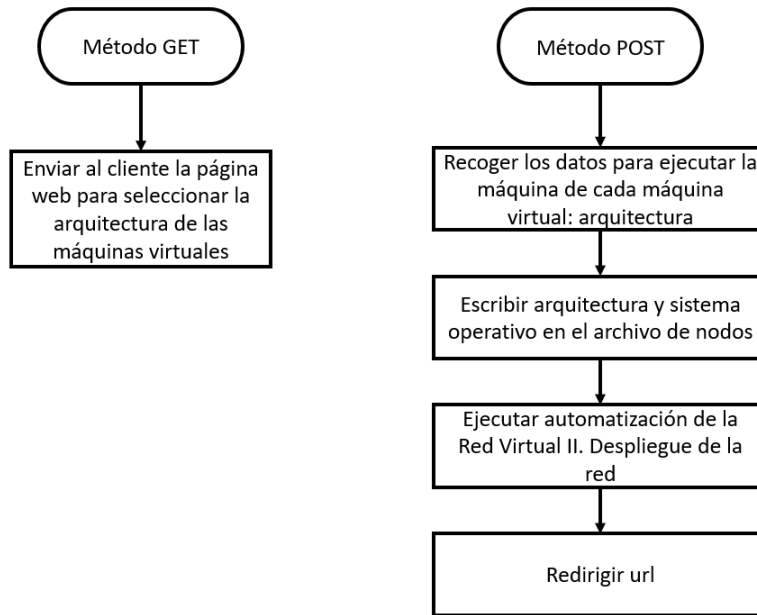 Método GET
Enviar al cliente la página
web para seleccionar la
arquitectura de las
máquinas virtuales
Método POST
Recoger los datos para ejecutar la
máquina de cada máquina
virtual: arquitectura
Escribir arquitectura y sistema
operativo en el archivo de nodos
Ejecutar automatización de la
Red Virtual II. Despliegue de la
red
Redirigir url